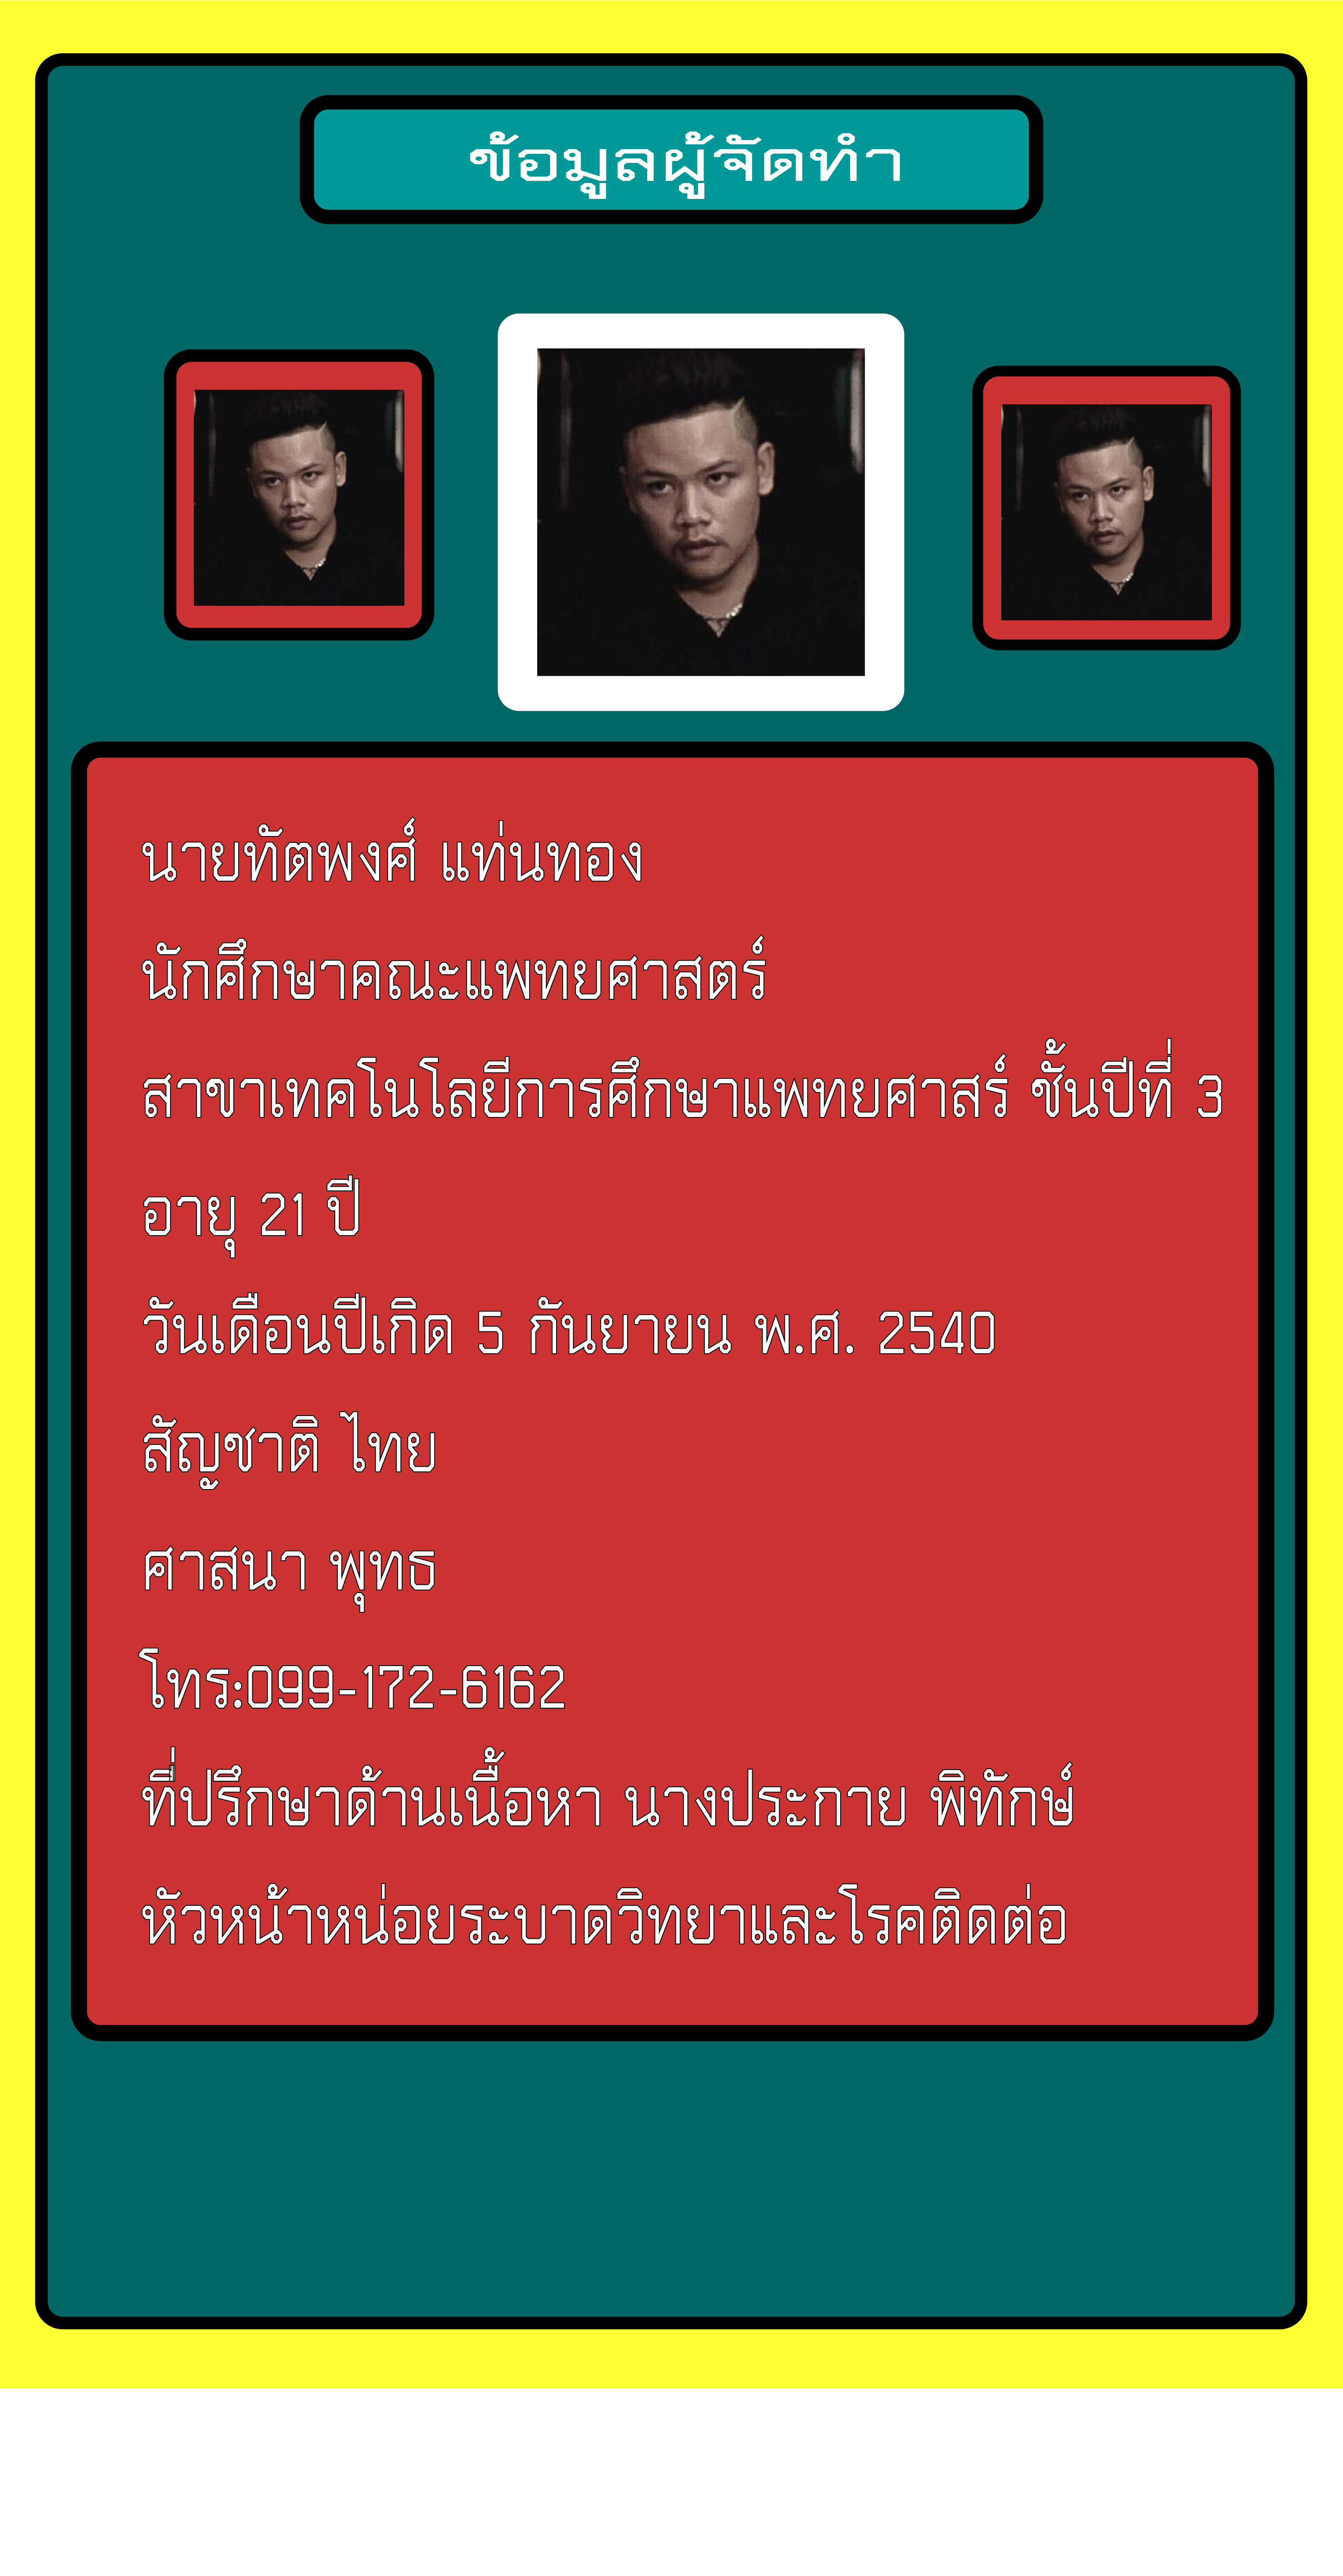 ข้อมูลผู้จัดทำ
นายทัตพงศ์ แท่นทอง
นักศึกษาคณะแพทยศาสตร์
สาขาเทคโนโลยีการศึกษาแพทยศาสร์ ชั้นปีที่ 3
อายุ 21 ปี
วันเดือนปีเกิด 5 กันยายน พ.ศ. 2540
สัญชาติ ไทย
ศาสนา พุทธ
โทร:099-172-6162
ที่ปรึกษาด้านเนื้อหา นางประกาย พิทักษ์
หัวหน้าหน่อยระบาดวิทยาและโรคติดต่อ